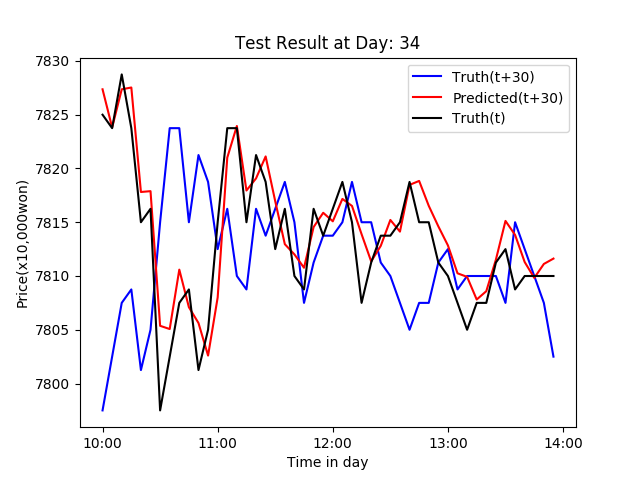 Test Result at Day: 34
Price(x10,000won)
7830
7825
7820
7815
7810
7805
7800
Truth(t+30)
Predicted(t+30)
Truth(t)
10:00 11:00 12:00 13:00 14:00
Time in day